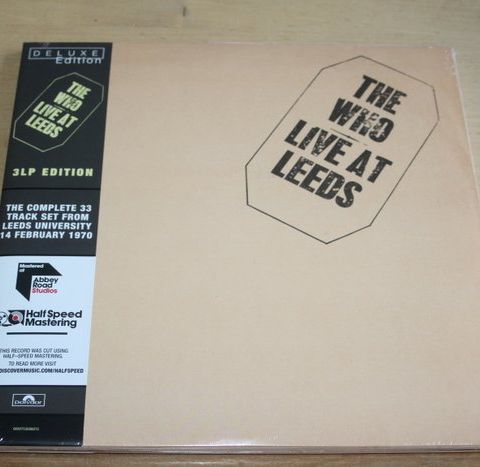 DELUXE
Edition
THE
WHO
LIVE AT
LEEDS
3LP EDITION
THE COMPLETE 33
TRACK SET FROM
LEEDS UNIVERSITY
14 FEBRUARY 1970
Mastered
at
Abbey
Road
Studios
Half Speed
Mastering
THIS RECORD WAS CUT USING
HALF-SPEED MASTERING.
TO READ MORE VISIT
DISCOVERMUSIC.COM/HALFSPEED
Polydor
THE
WHO
LIVE AT
LEEDS